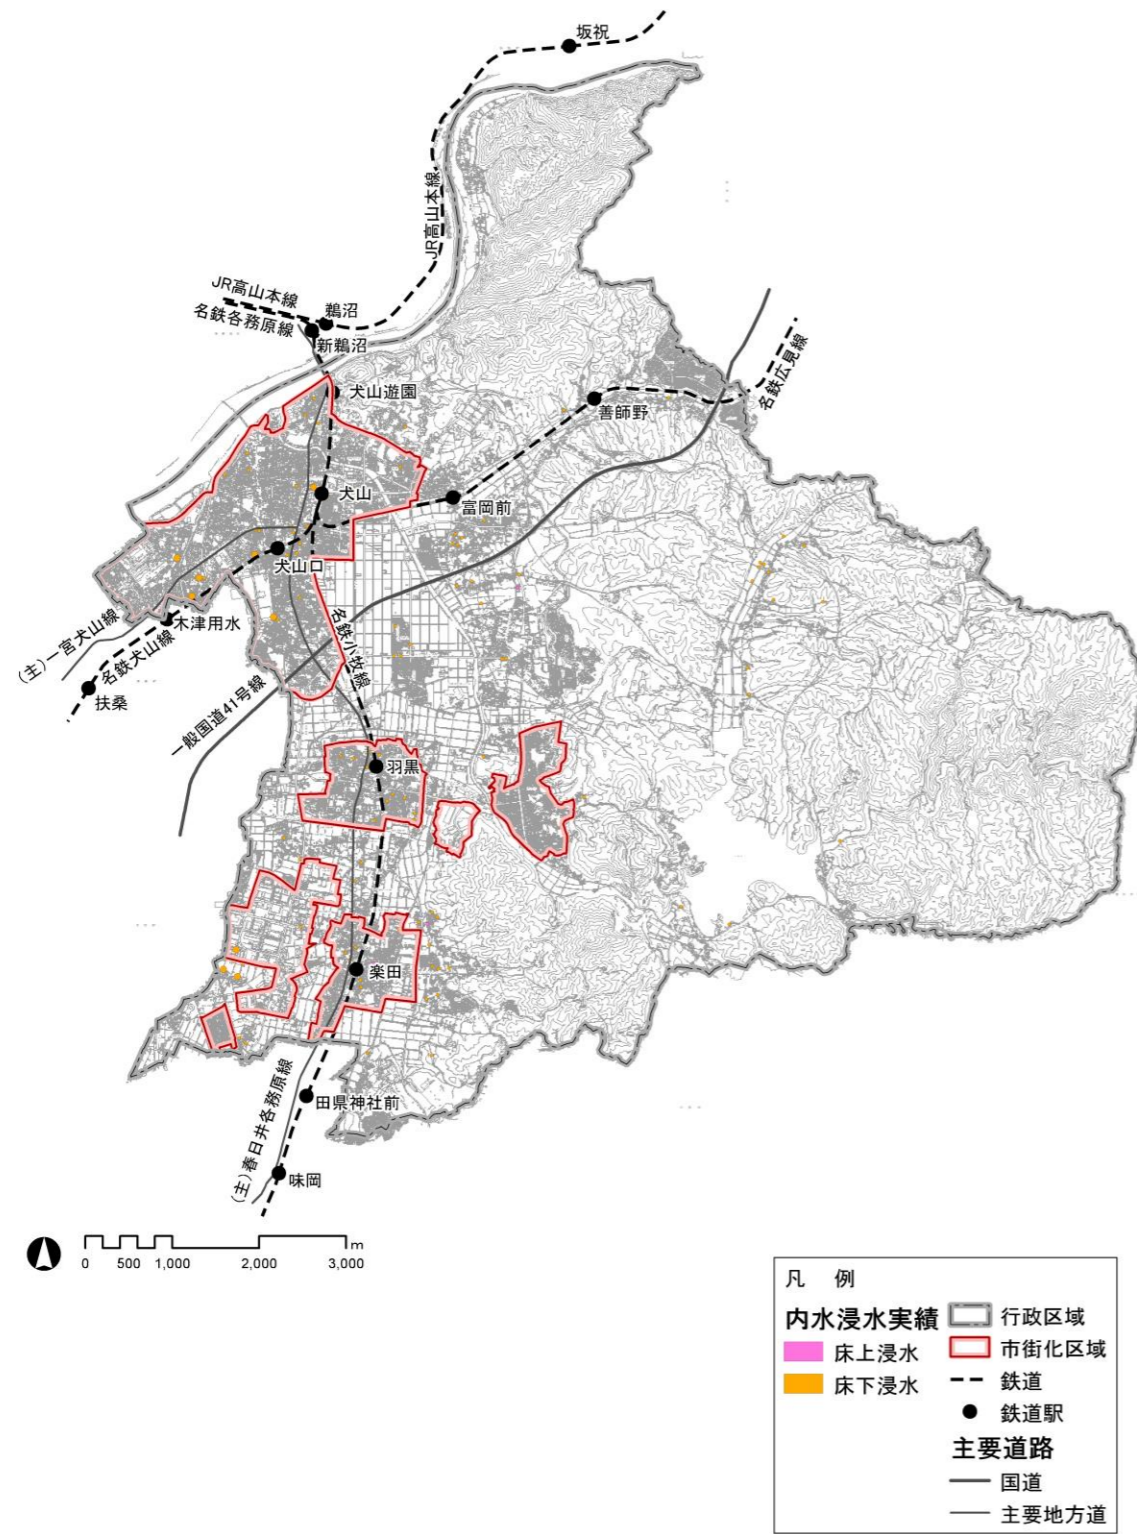 坂祝
JR高山本線
JR高山本線
名鉄各務原線
鵜沼
新鵜沼
犬山遊園
善師野
名鉄広見線
犬山
富岡前
犬山口
木津用水
(主)一宮犬山線
名鉄犬山線
扶桑
名鉄小牧線
一般国道41号線
羽黒
楽田
田県神社前
(主)春日井各務原線
味岡
0 500 1,000 2,000 3,000 m
凡 例
内水浸水実績
床上浸水
床下浸水
行政区域
市街化区域
鉄道
鉄道駅
主要道路
国道
主要地方道